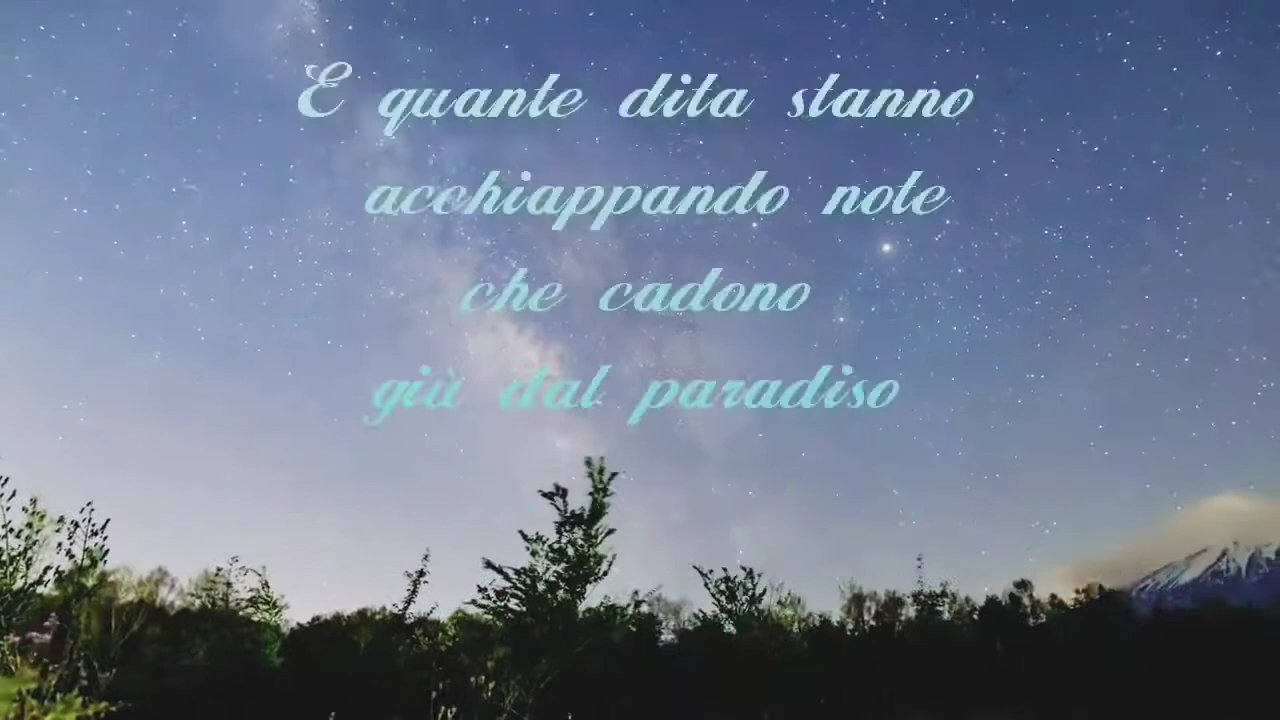 E quante dita stanno
acchiappando note
che cadono
giù dal paradiso